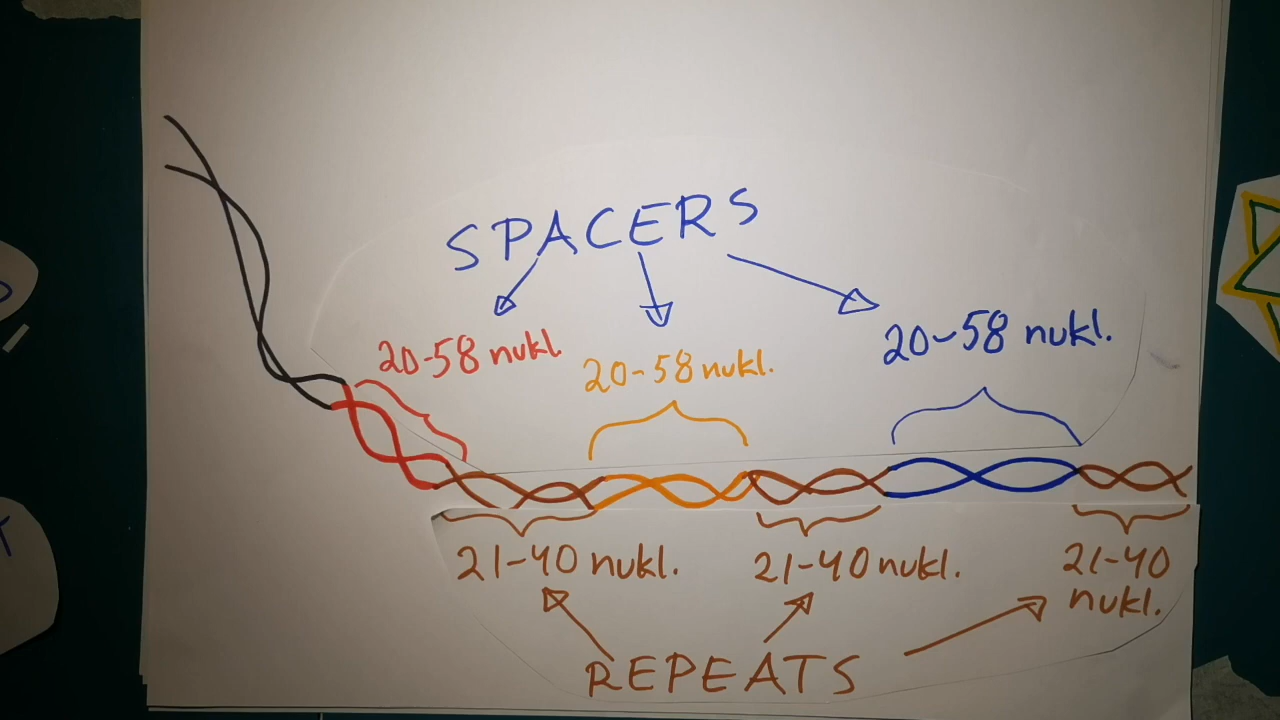 SPACERS
20-58 nukl.
20-58 nukl.
20-58 nukl.
21-40 nukl.
21-40 nukl.
21-40
nukl.
REPEATS